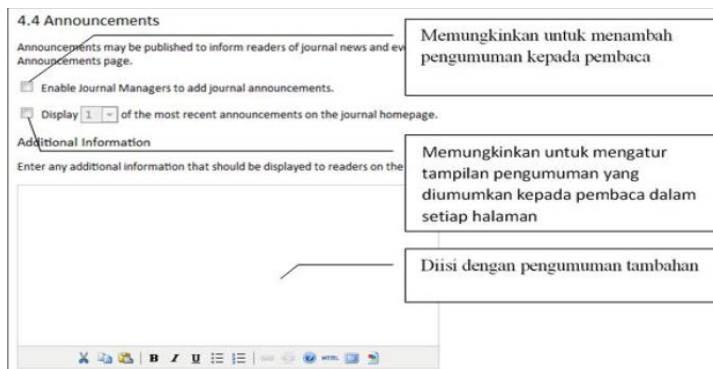 4.4 Announcements
Announcements may be published to inform readers of journal news and
Announcements page.
Enable Journal Managers to add journal announcements.
Display 1 of the most recent announcements on the journal homepage.
Additional Information
Enter any additional information that should be displayed to readers on the
B I U HTML
Memungkinkan untuk menambah
pengumuman kepada pembaca
Memungkinkan untuk mengatur
tampilan pengumuman yang
diumumkan kepada pembaca dalam
setiap halaman
Diisi dengan pengumuman tambahan